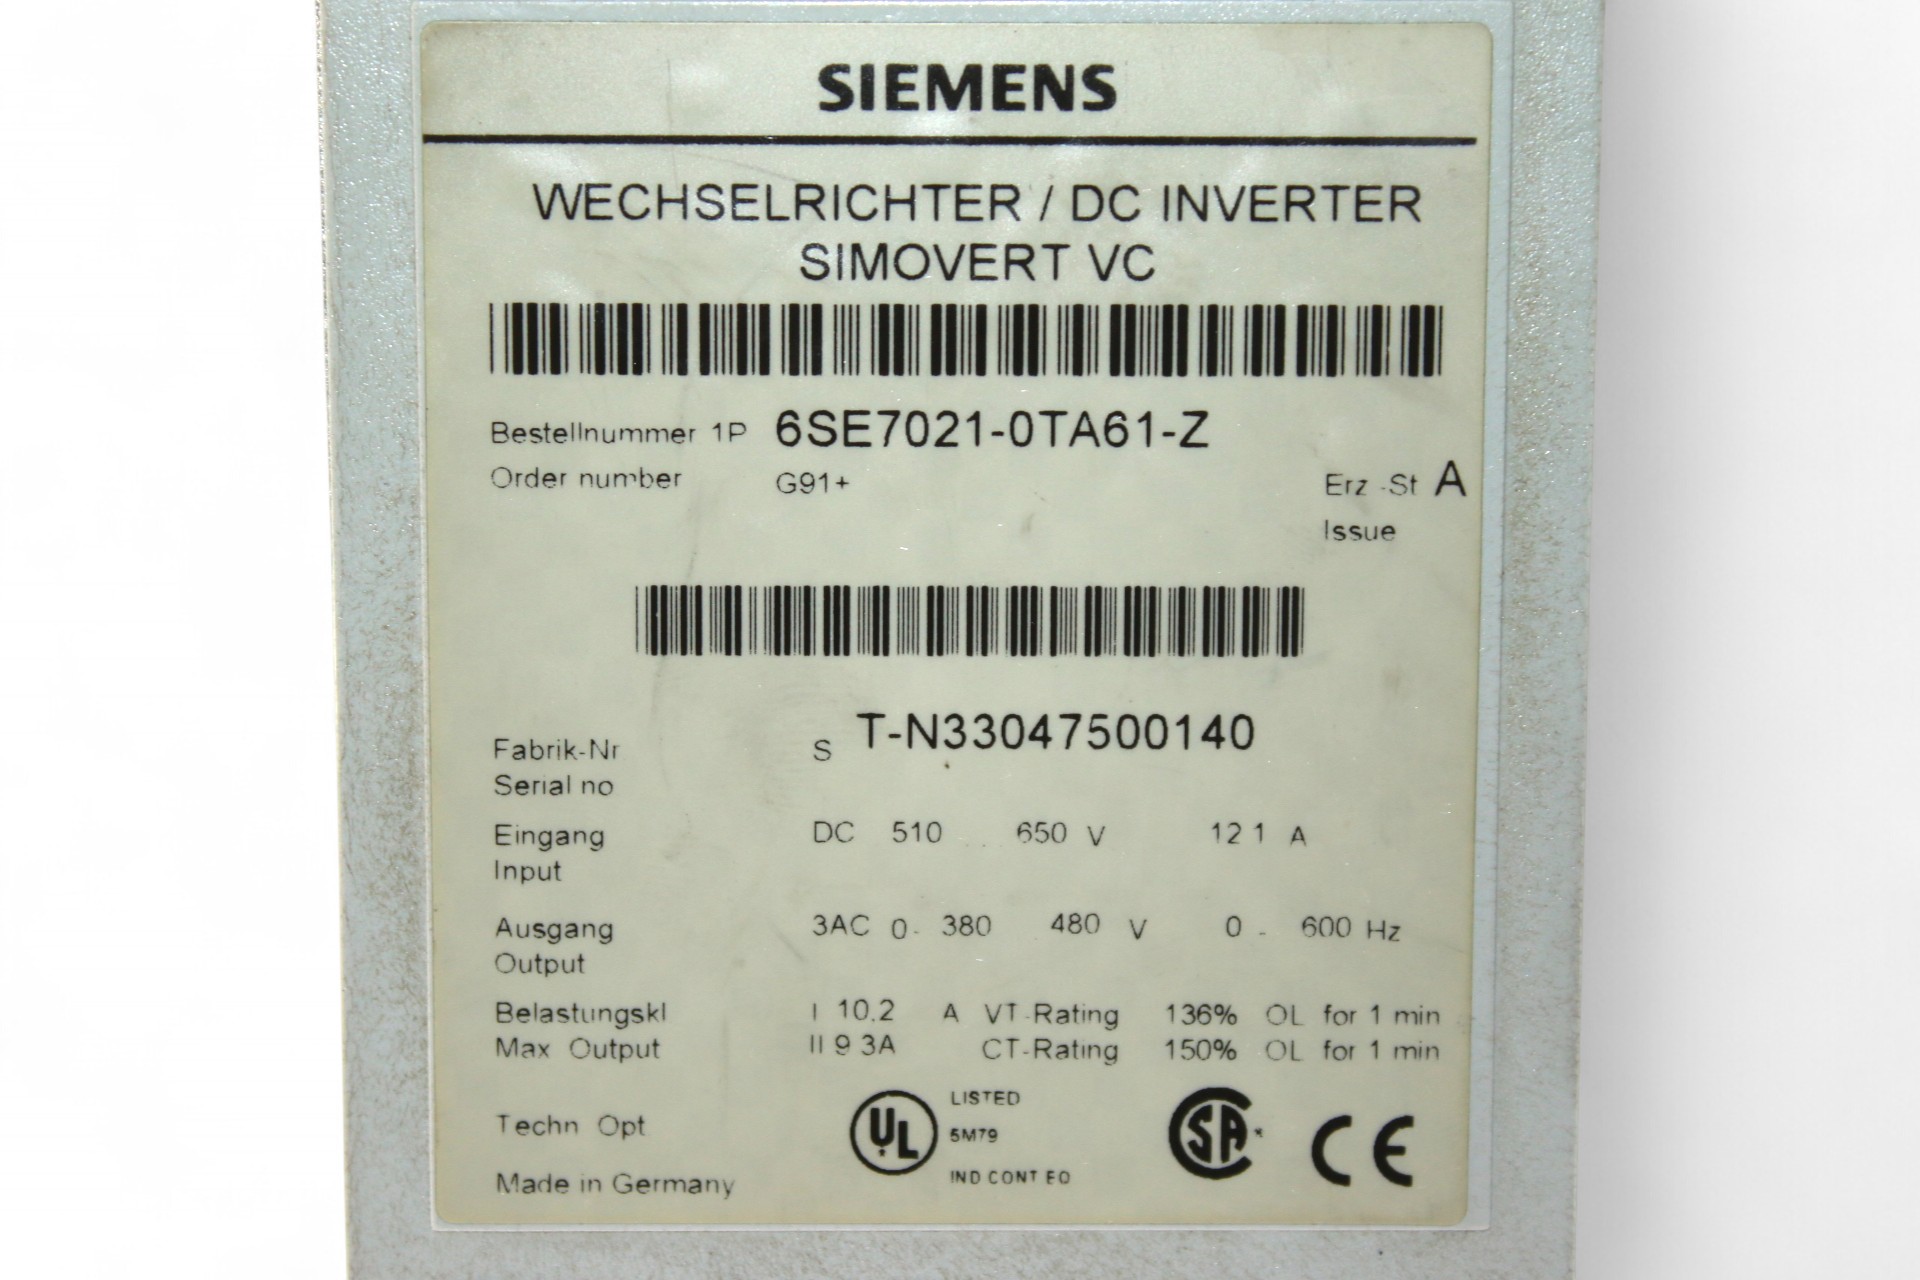 SIEMENS
WECHSELRICHTER / DC INVERTER
SIMOVERT VC
Bestellnummer 1P 6SE7021-0TA61-Z
Order number G91+ Erz.-St. A
Issue
Fabrik-Nr. S T-N33047500140
Serial no.
Eingang DC 510 ... 650 V 12.1 A
Input
Ausgang 3AC 0- 380 480 V 0 - 600 Hz
Output
Belastungskl. I 10.2 A VT-Rating 136% OL for 1 min
Max. Output II 9.3A CT-Rating 150% OL for 1 min
Techn. Opt.
UL LISTED
5M79
IND CONT EQ
SA CE
Made in Germany